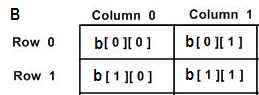 B Column 0 Column 1
Row 0 b[0][0] b[0][1]
Row 1 b[1][0] b[1][1]